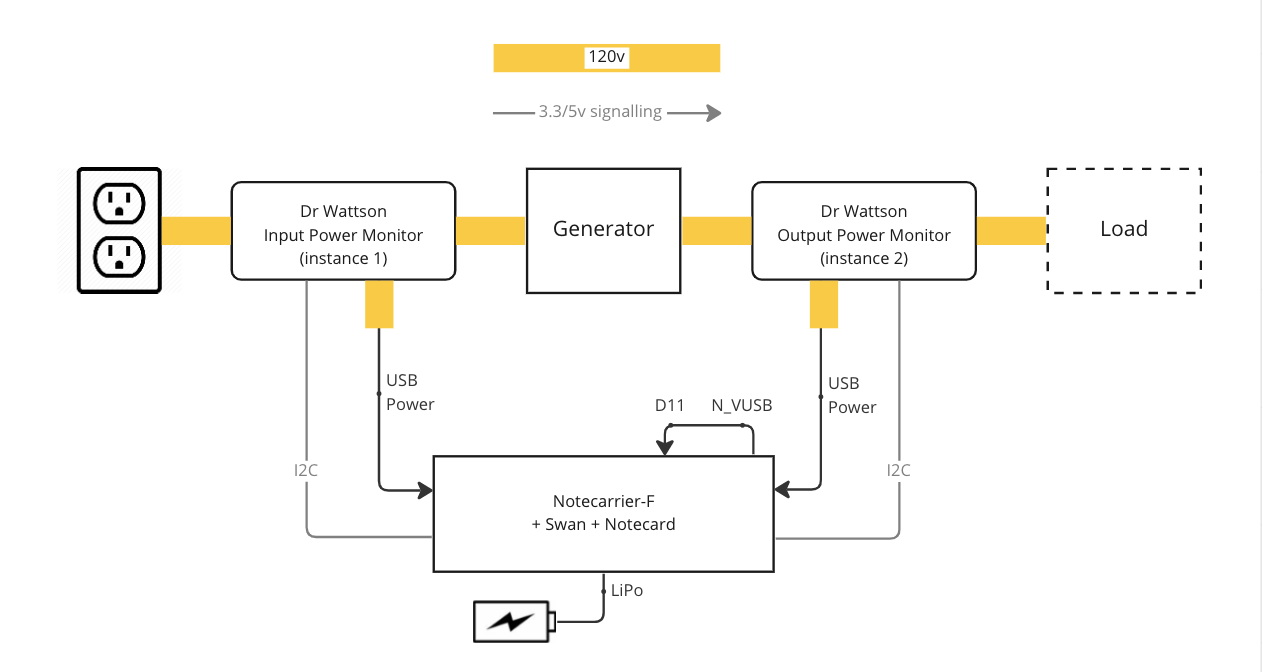 120v
3.3/5v signalling
Dr Wattson
Input Power Monitor
(instance 1)
Generator
Dr Wattson
Output Power Monitor
(instance 2)
Load
USB
Power
D11
N_VUSB
USB
Power
I2C
I2C
Notecarrier-F
+ Swan + Notecard
LiPo